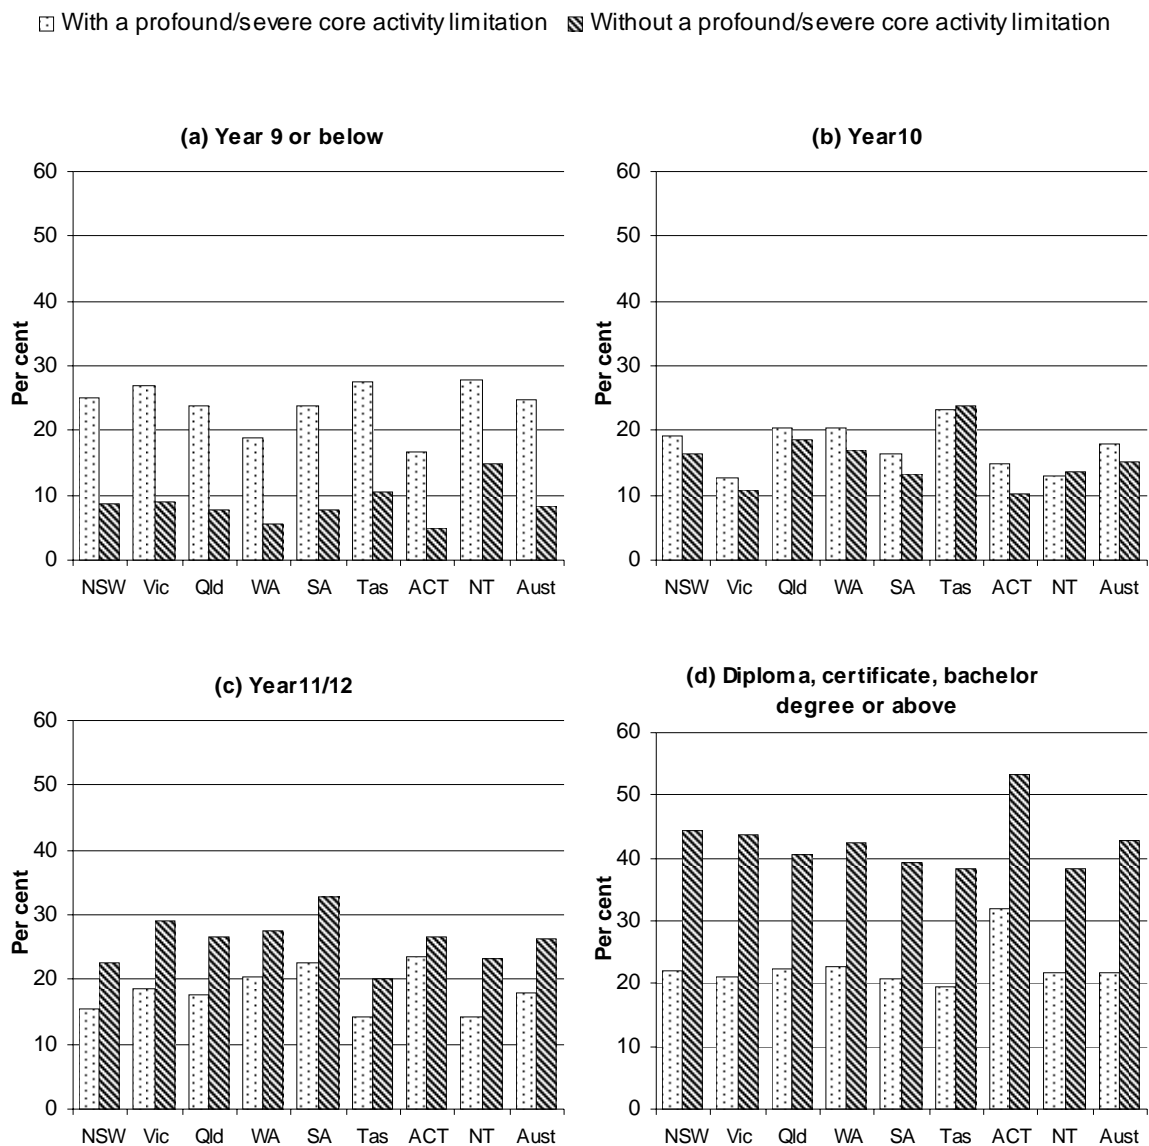 With a profound/severe core activity limitation Without a profound/severe core activity limitation
(a) Year 9 or below
60
50
40
30
20
10
0
Per cent
NSW Vic Qld WA SA Tas ACT NT Aust
(b) Year10
60
50
40
30
20
10
0
Per cent
NSW Vic Qld WA SA Tas ACT NT Aust
(c) Year11/12
60
50
40
30
20
10
0
Per cent
NSW Vic Qld WA SA Tas ACT NT Aust
(d) Diploma, certificate, bachelor
degree or above
60
50
40
30
20
10
0
Per cent
NSW Vic Qld WA SA Tas ACT NT Aust